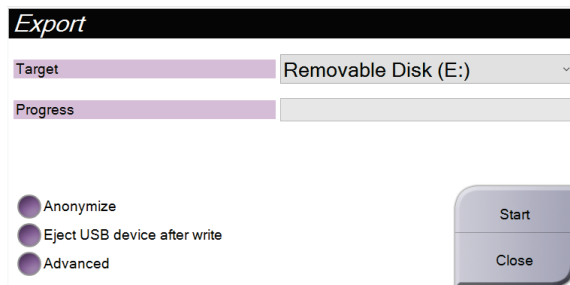 Export
Target
Removable Disk (E:)
Progress
Anonymize
Eject USB device after write
Advanced
Start
Close